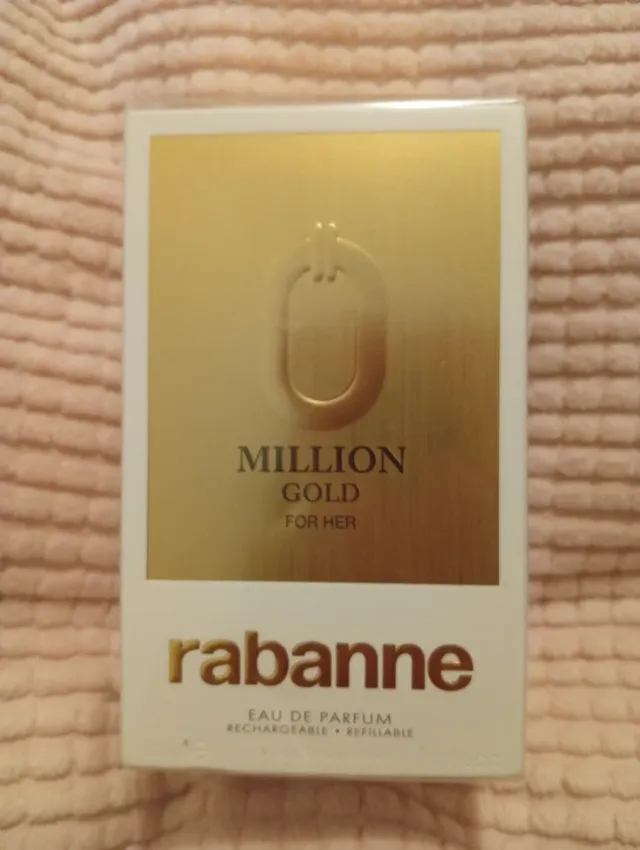 MILLION
GOLD
FOR HER
rabanne
EAU DE PARFUM
RECHARGEABLE • REFILLABLE